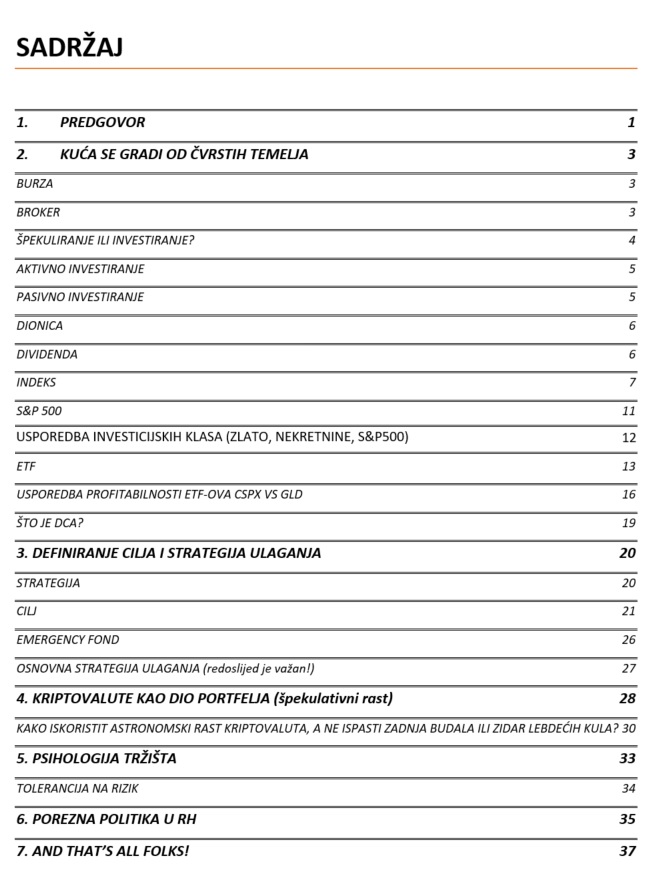 SADRŽAJ
1. PREDGOVOR 1
2. KUĆA SE GRADI OD ČVRSTIH TEMELJA 3
BURZA 3
BROKER 3
ŠPEKULIRANJE ILI INVESTIRANJE? 4
AKTIVNO INVESTIRANJE 5
PASIVNO INVESTIRANJE 5
DIONICA 6
DIVIDENDA 6
INDEKS 7
S&P 500 11
USPOREDBA INVESTICIJSKIH KLASA (ZLATO, NEKRETNINE, S&P500) 12
ETF 13
USPOREDBA PROFITABILNOSTI ETF-OVA CSPX VS GLD 16
ŠTO JE DCA? 19
3. DEFINIRANJE CILJA I STRATEGIJA ULAGANJA 20
STRATEGIJA 20
CILJ 21
EMERGENCY FOND 26
OSNOVNA STRATEGIJA ULAGANJA (redoslijed je važan!) 27
4. KRIPTOVALUTE KAO DIO PORTFELJA (špekulativni rast) 28
KAKO ISKORISTIT ASTRONOMSKI RAST KRIPTOVALUTA, A NE ISPASTI ZADNJA BUDALA ILI ZIDAR LEBDEĆIH KULA? 30
5. PSIHOLOGIJA TRŽIŠTA 33
TOLERANCIJA NA RIZIK 34
6. POREZNA POLITIKA U RH 35
7. AND THAT'S ALL FOLKS! 37